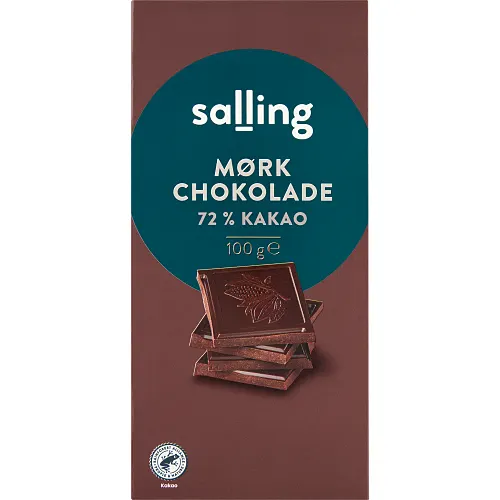 salling
MØRK
CHOKOLADE
72 % KAKAO
100 g ℮
Kakao